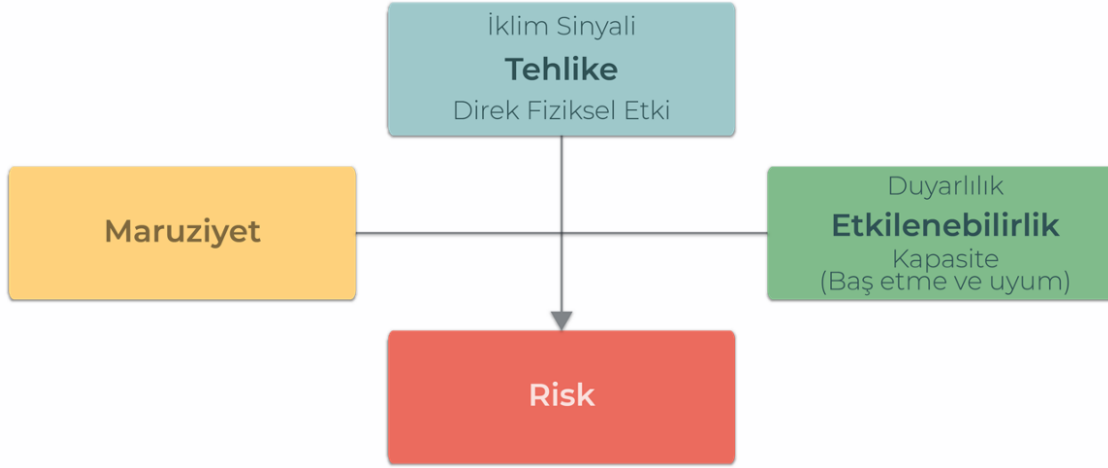 İklim Sinyali
Tehlike
Direk Fiziksel Etki
Maruziyet
Duyarlılık
Etkilenebilirlik
Kapasite
(Baş etme ve uyum)
Risk